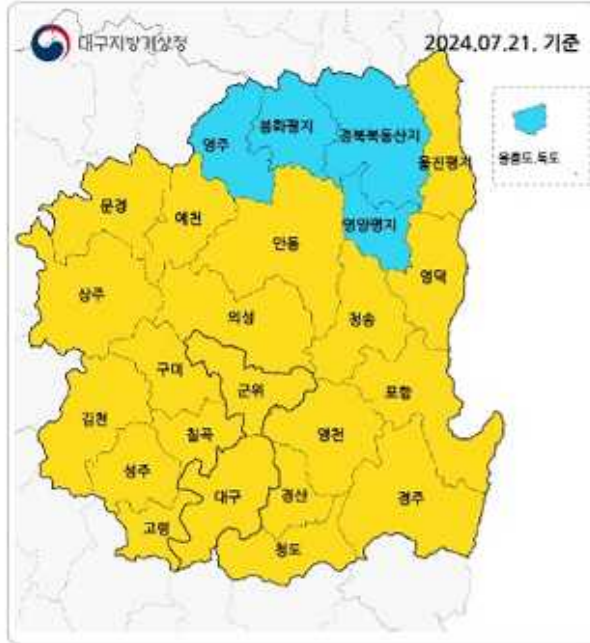 대구지방기상청
2024.07.21. 기준
봉화평지
영주
경북북동산지
울진평지
울릉도.독도
문경
예천
영양평지
안동
영덕
상주
의성
청송
구미
군위
포항
김천
칠곡
영천
성주
대구
경산
경주
고령
청도